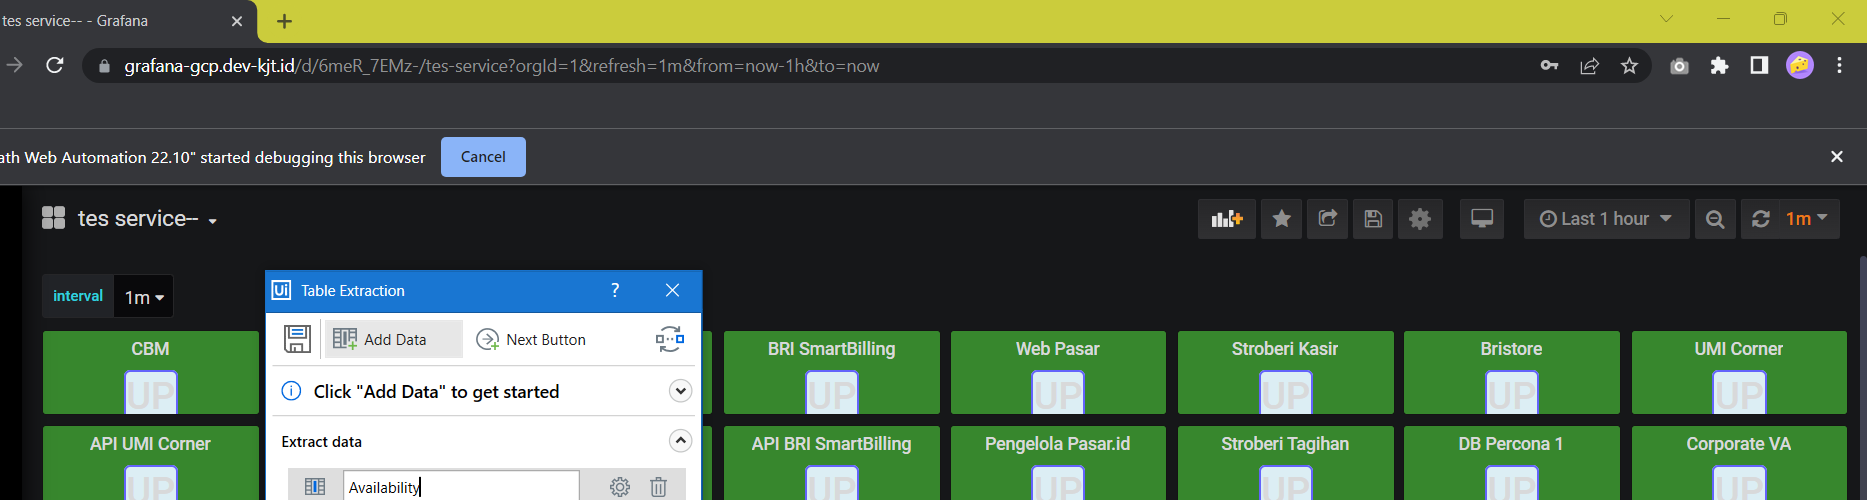 tes service-- - Grafana
grafana-gcp.dev-kjt.id/d/6meR_7EMz-/tes-service?orgId=1&refresh=1m&from=now-1h&to=now
ath Web Automation 22.10" started debugging this browser
Cancel
tes service--
Last 1 hour
1m
interval
1m
Ui Table Extraction ?
Add Data
Next Button
Click "Add Data" to get started
Extract data
Availability
CBM
UP
BRI SmartBilling
UP
Web Pasar
UP
Stroberi Kasir
UP
Bristore
UP
UMI Corner
UP
API UMI Corner
UP
API BRI SmartBilling
UP
Pengelola Pasar.id
UP
Stroberi Tagihan
UP
DB Percona 1
UP
Corporate VA
UP